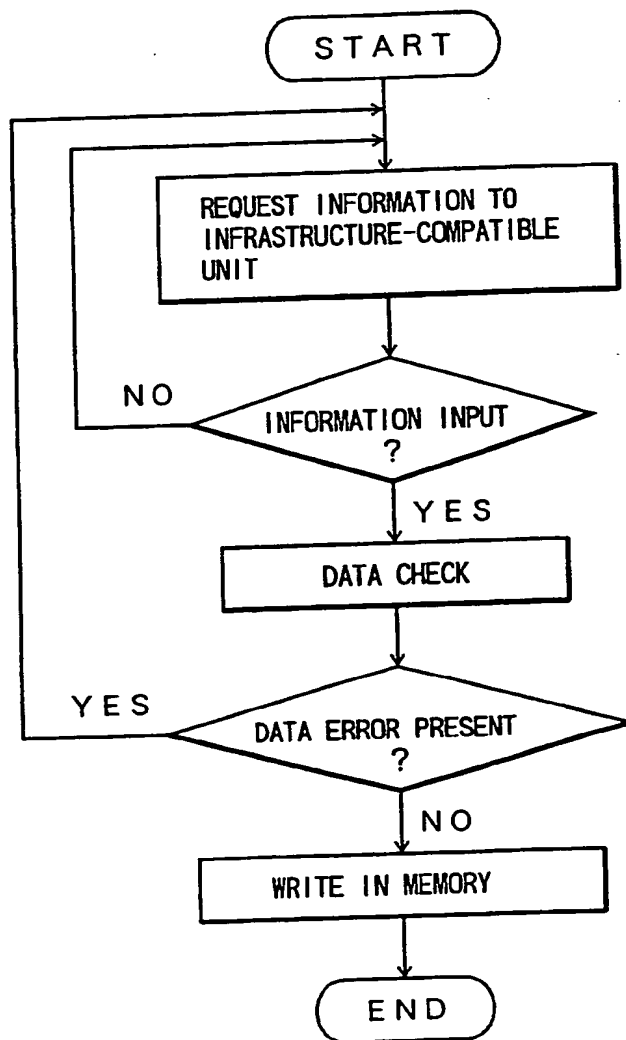 START
REQUEST INFORMATION TO
INFRASTRUCTURE-COMPATIBLE
UNIT
NO
INFORMATION INPUT
?
YES
DATA CHECK
YES
DATA ERROR PRESENT
?
NO
WRITE IN MEMORY
END